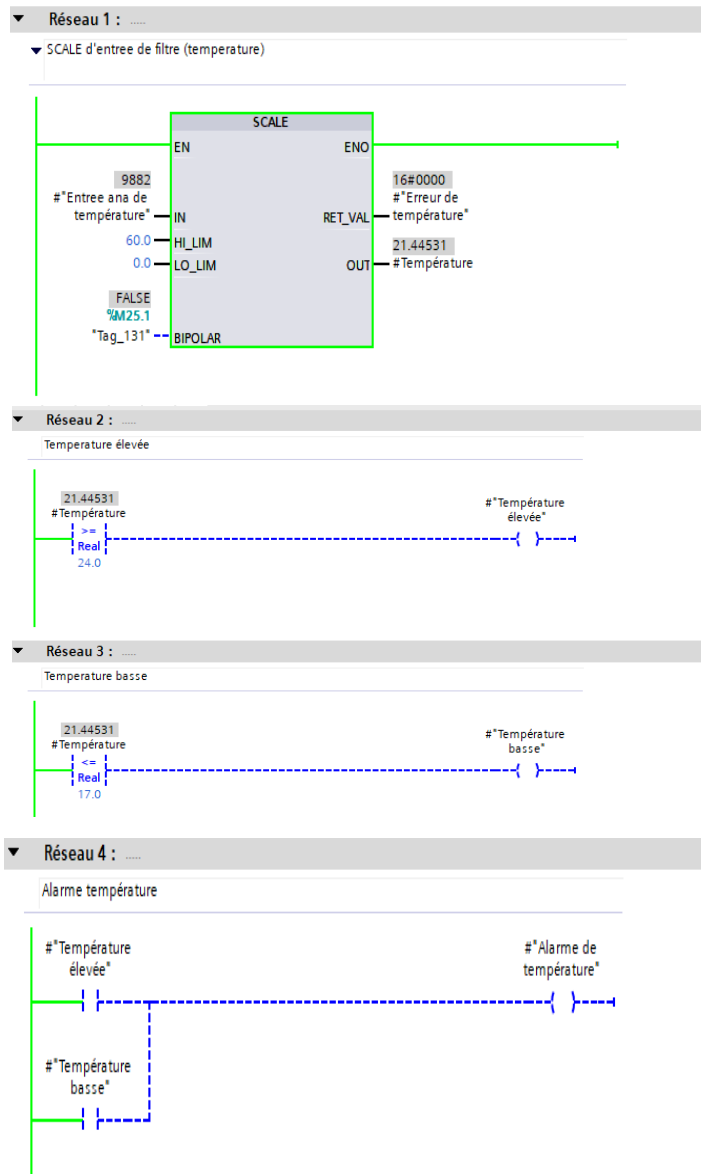 Réseau 1 : .....
SCALE d'entree de filtre (temperature)
SCALE
EN ENO
9882 16#0000
#"Entree ana de #"Erreur de
température" IN RET_VAL température"
60.0 HI_LIM 21.44531
0.0 LO_LIM OUT #Température
FALSE
%M25.1
"Tag_131" BIPOLAR
Réseau 2 : .....
Temperature élevée
21.44531
#Température #"Température
>= élevée"
Real
24.0
Réseau 3 : .....
Temperature basse
21.44531
#Température #"Température
<= basse"
Real
17.0
Réseau 4 : .....
Alarme température
#"Température #"Alarme de
élevée" température"
#"Température
basse"